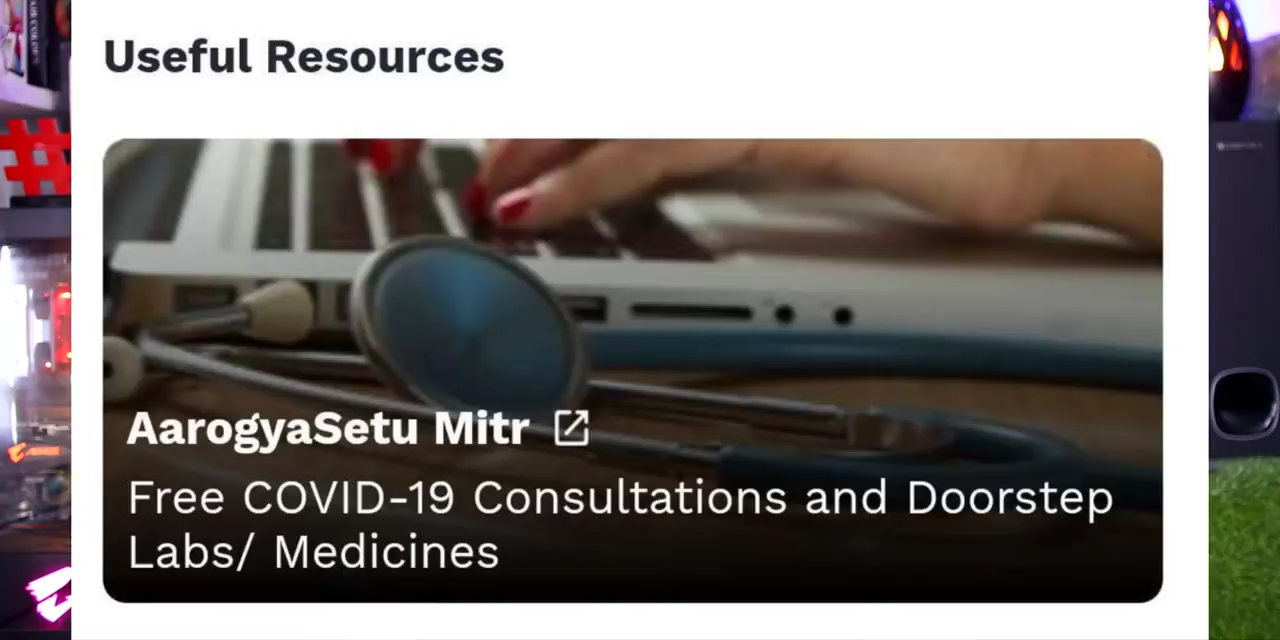 Useful Resources
AarogyaSetu Mitr
Free COVID-19 Consultations and Doorstep
Labs/ Medicines